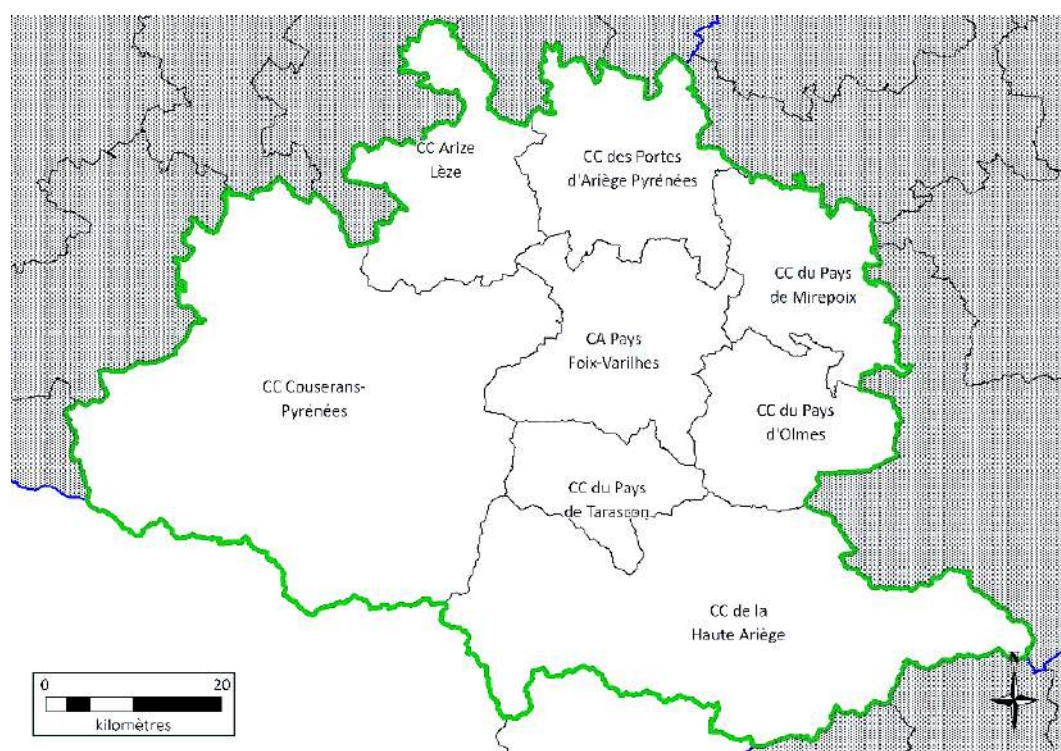 CC Arize
Lèze
CC des Portes
d'Ariège Pyrénées
CC du Pays
de Mirepoix
CA Pays
Foix-Varilhes
CC Couserans-
Pyrénées
CC du Pays
d'Olmes
CC du Pays
de Tarascon
CC de la
Haute Ariège
N
0 20
kilomètres